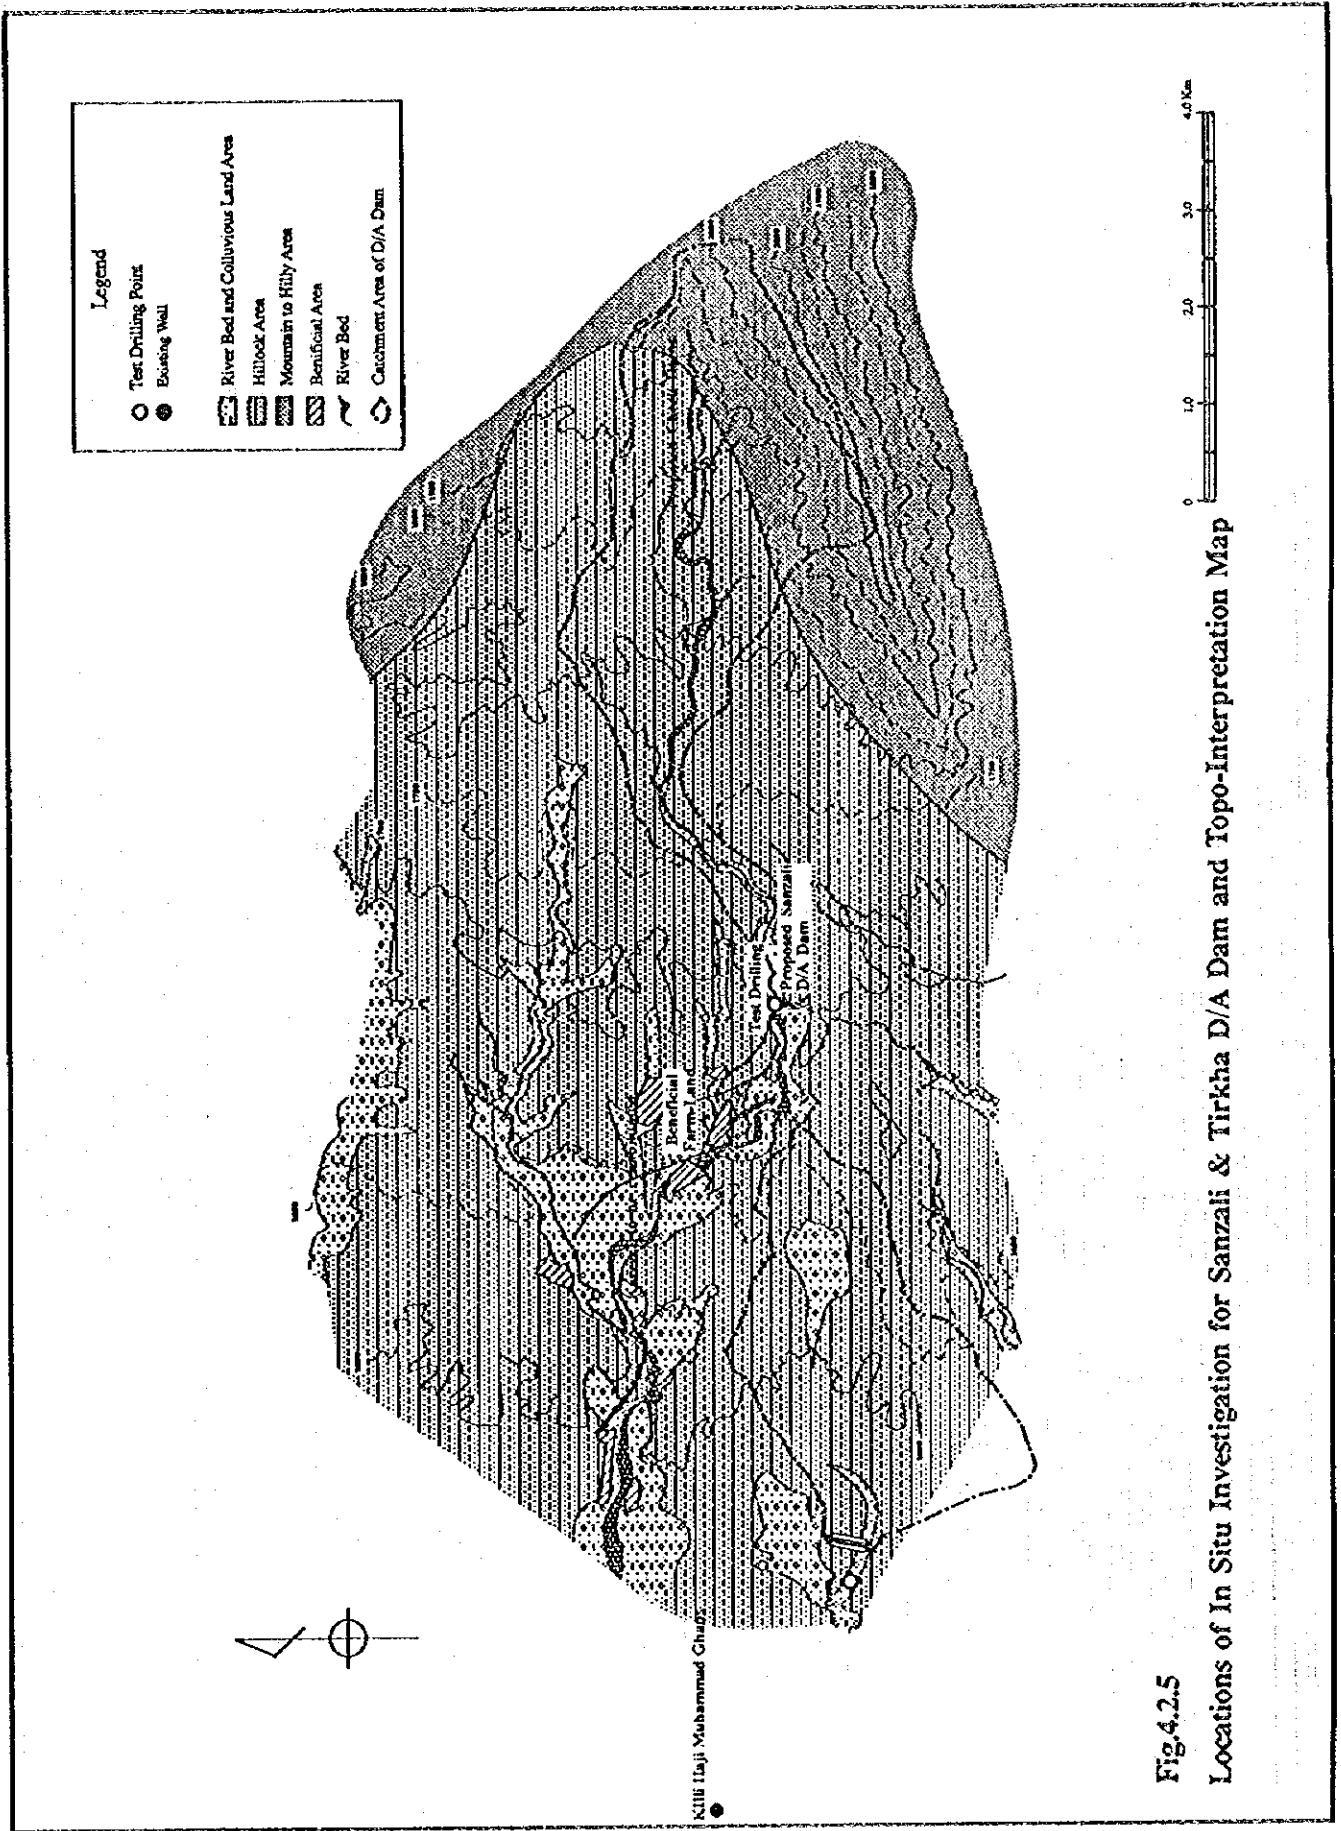 Legend
Test Drilling Point
Existing Well
River Bed and Colluvious Land Area
Hillock Area
Mountain to Hilly Area
Benificial Area
River Bed
Catchment Area of D/A Dam
Test Drilling
Proposed Sanzali
D/A Dam
Beneficial
Farm Land
Killi Haji Muhammad Ghaus
0 1.0 2.0 3.0 4.0 Km
Fig.4.2.5
Locations of In Situ Investigation for Sanzali & Tirkha D/A Dam and Topo-Interpretation Map